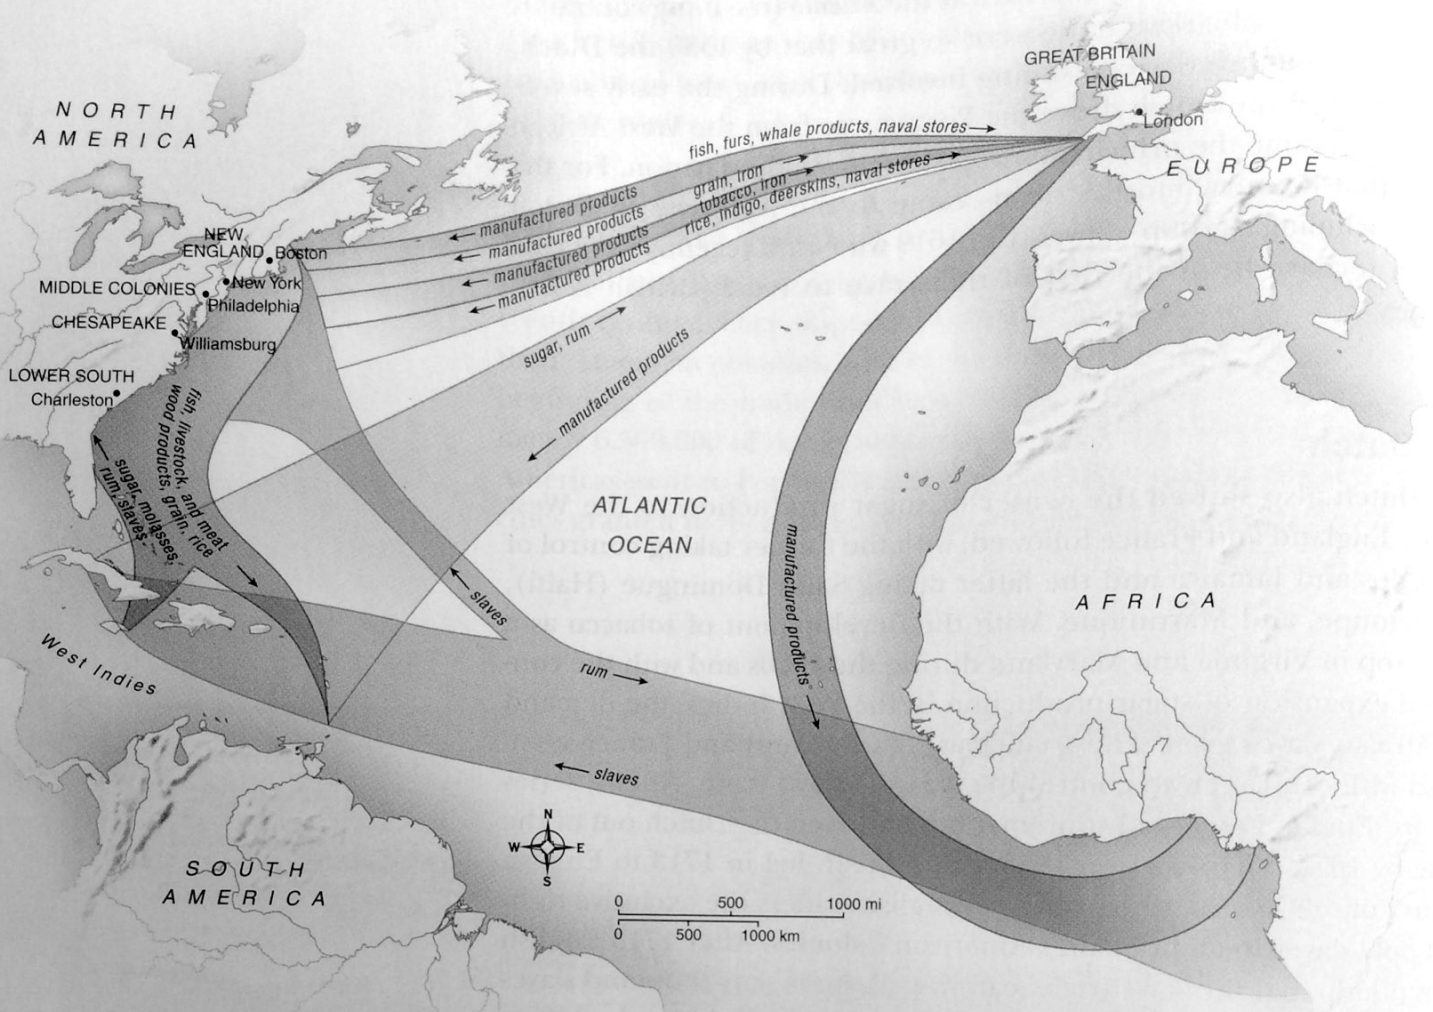 NORTH
AMERICA
NEW
ENGLAND
Boston
MIDDLE COLONIES
New York
Philadelphia
CHESAPEAKE
Williamsburg
LOWER SOUTH
Charleston
GREAT BRITAIN
ENGLAND
London
EUROPE
fish, furs, whale products, naval stores
grain, iron
tobacco, iron
rice, indigo, deerskins, naval stores
manufactured products
manufactured products
manufactured products
manufactured products
sugar, rum
manufactured products
fish, livestock, and meat
wood products, grain, rice
sugar, molasses,
rum, slaves
ATLANTIC
OCEAN
slaves
manufactured products
AFRICA
West Indies
rum
slaves
SOUTH
AMERICA
N
W E
S
0 500 1000 mi
0 500 1000 km